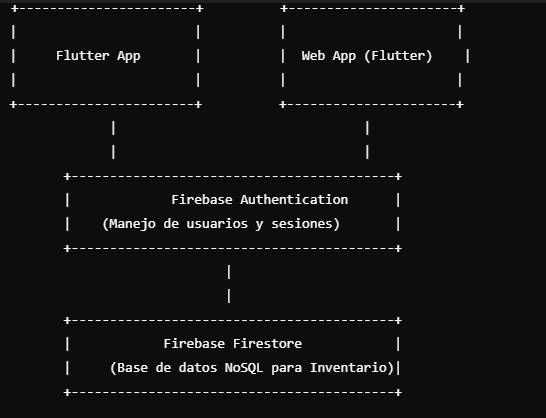 Flutter App    Web App (Flutter)
Firebase Authentication
(Manejo de usuarios y sesiones)
Firebase Firestore
(Base de datos NoSQL para Inventario)